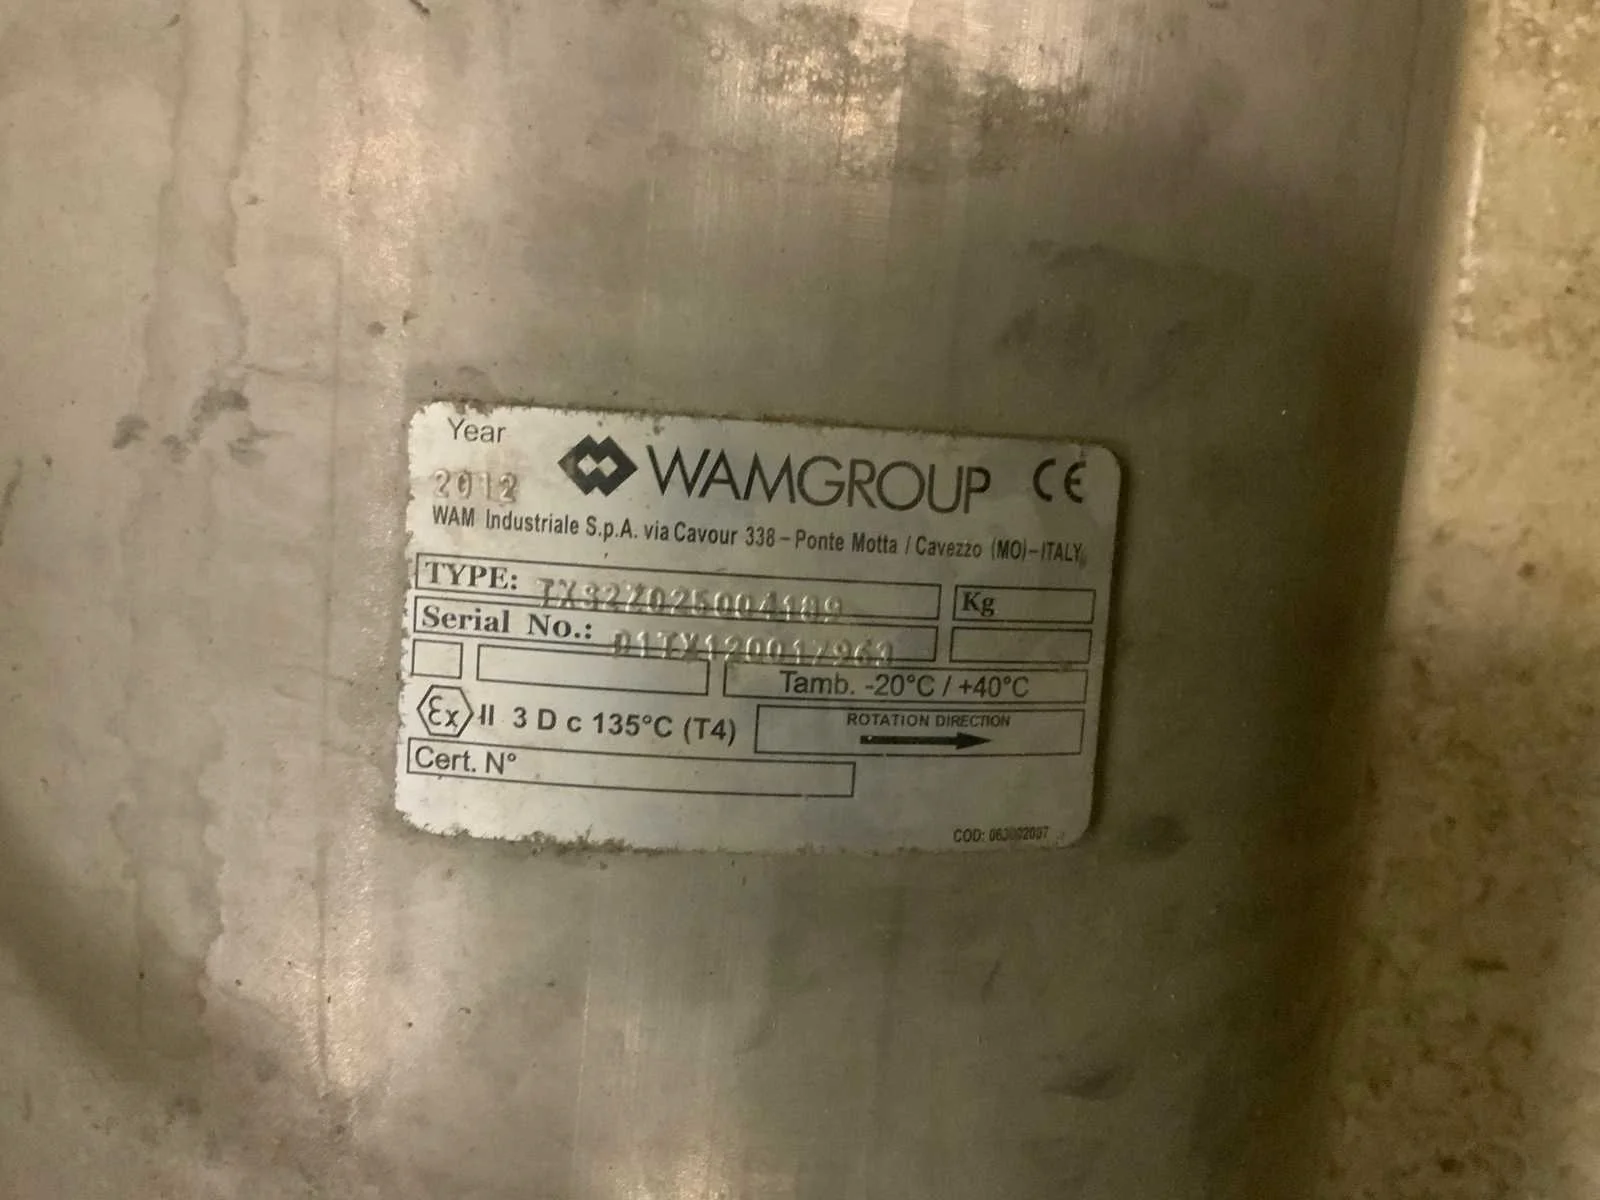 Year
2012
WAMGROUP CE
WAM Industriale S.p.A. via Cavour 338 – Ponte Motta / Cavezzo (MO) – ITALY
TYPE:
Kg
Serial No.:
Tamb. -20°C / +40°C
Ex II 3 D c 135°C (T4)
ROTATION DIRECTION
Cert. N°
COD: